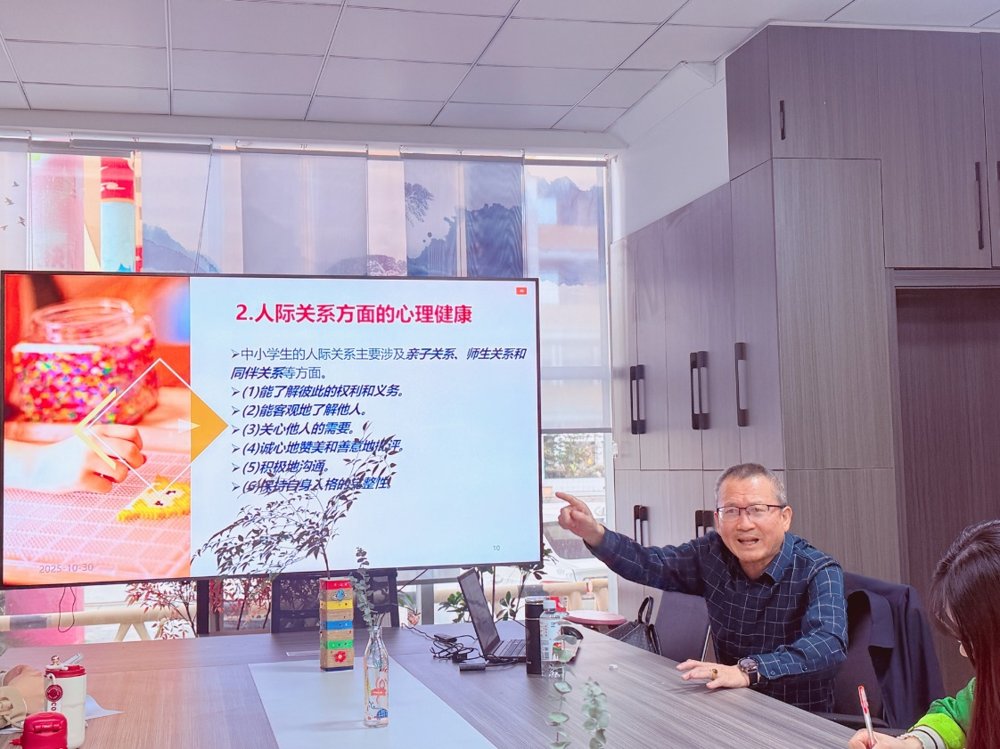 2.人际关系方面的心理健康
➢中小学生的人际关系主要涉及亲子关系、师生关系和
同伴关系等方面。
➢(1)能了解彼此的权利和义务。
➢(2)能客观地了解他人。
➢(3)关心他人的需要。
➢(4)诚心地赞美和善意地批评。
➢(5)积极地沟通。
➢(6)保持自身人格的完整性。
2025-10-30
10